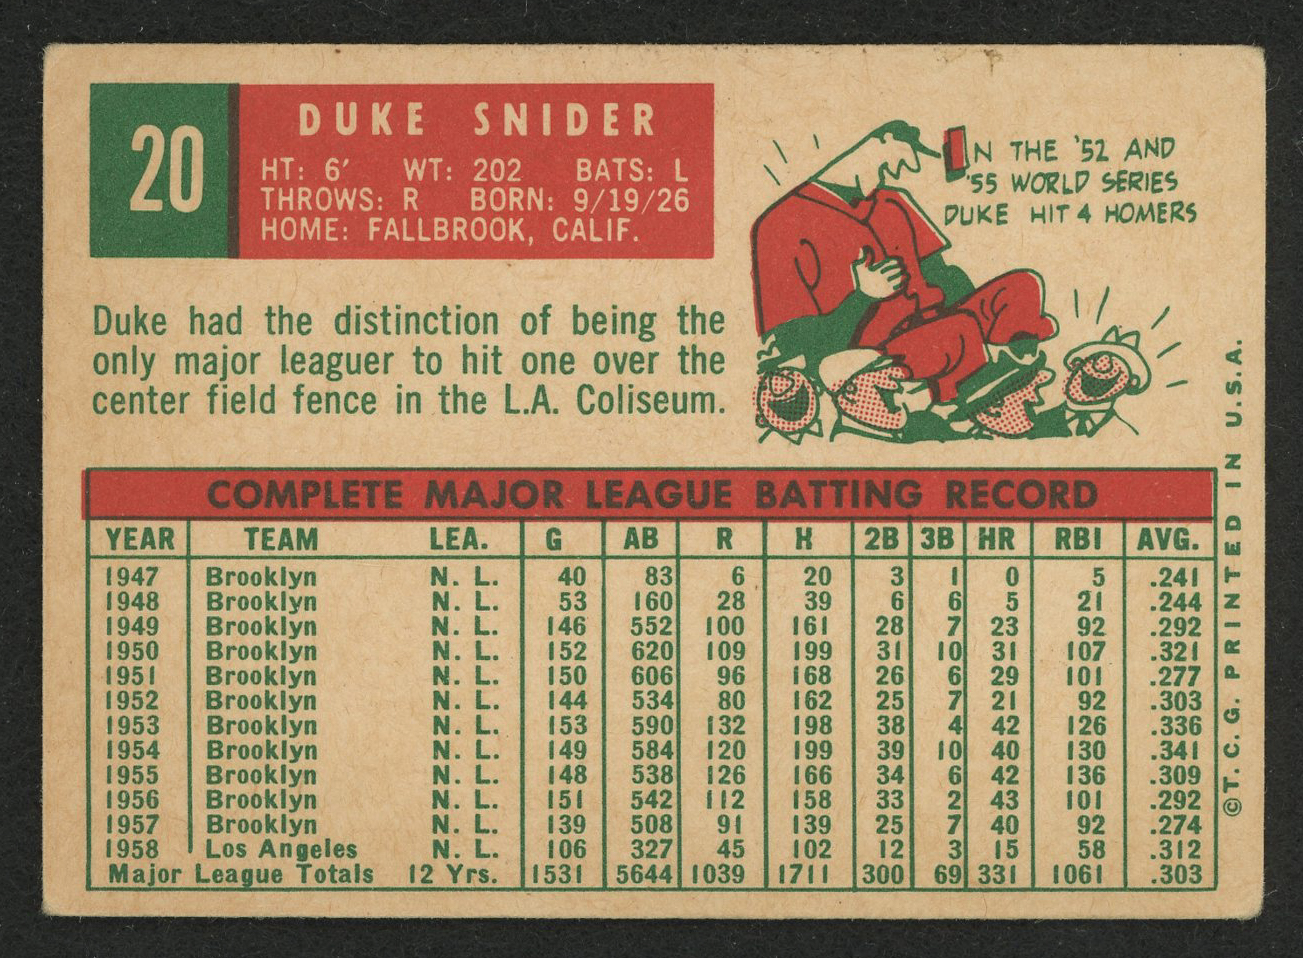 20
DUKE SNIDER
HT: 6' WT: 202 BATS: L
THROWS: R BORN: 9/19/26
HOME: FALLBROOK, CALIF.
IN THE '52 AND
'55 WORLD SERIES
DUKE HIT 4 HOMERS
Duke had the distinction of being the
only major leaguer to hit one over the
center field fence in the L.A. Coliseum.
COMPLETE MAJOR LEAGUE BATTING RECORD
YEAR TEAM LEA. G AB R H 2B 3B HR RBI AVG.
1947 Brooklyn N. L. 40 83 6 20 3 1 0 5 .241
1948 Brooklyn N. L. 53 160 28 39 6 6 5 21 .244
1949 Brooklyn N. L. 146 552 100 161 28 7 23 92 .292
1950 Brooklyn N. L. 152 620 109 199 31 10 31 107 .321
1951 Brooklyn N. L. 150 606 96 168 26 6 29 101 .277
1952 Brooklyn N. L. 144 534 80 162 25 7 21 92 .303
1953 Brooklyn N. L. 153 590 132 198 38 4 42 126 .336
1954 Brooklyn N. L. 149 584 120 199 39 10 40 130 .341
1955 Brooklyn N. L. 148 538 126 166 34 6 42 136 .309
1956 Brooklyn N. L. 151 542 112 158 33 2 43 101 .292
1957 Brooklyn N. L. 139 508 91 139 25 7 40 92 .274
1958 Los Angeles N. L. 106 327 45 102 12 3 15 58 .312
Major League Totals 12 Yrs. 1531 5644 1039 1711 300 69 331 1061 .303
©T.C.G. PRINTED IN U.S.A.